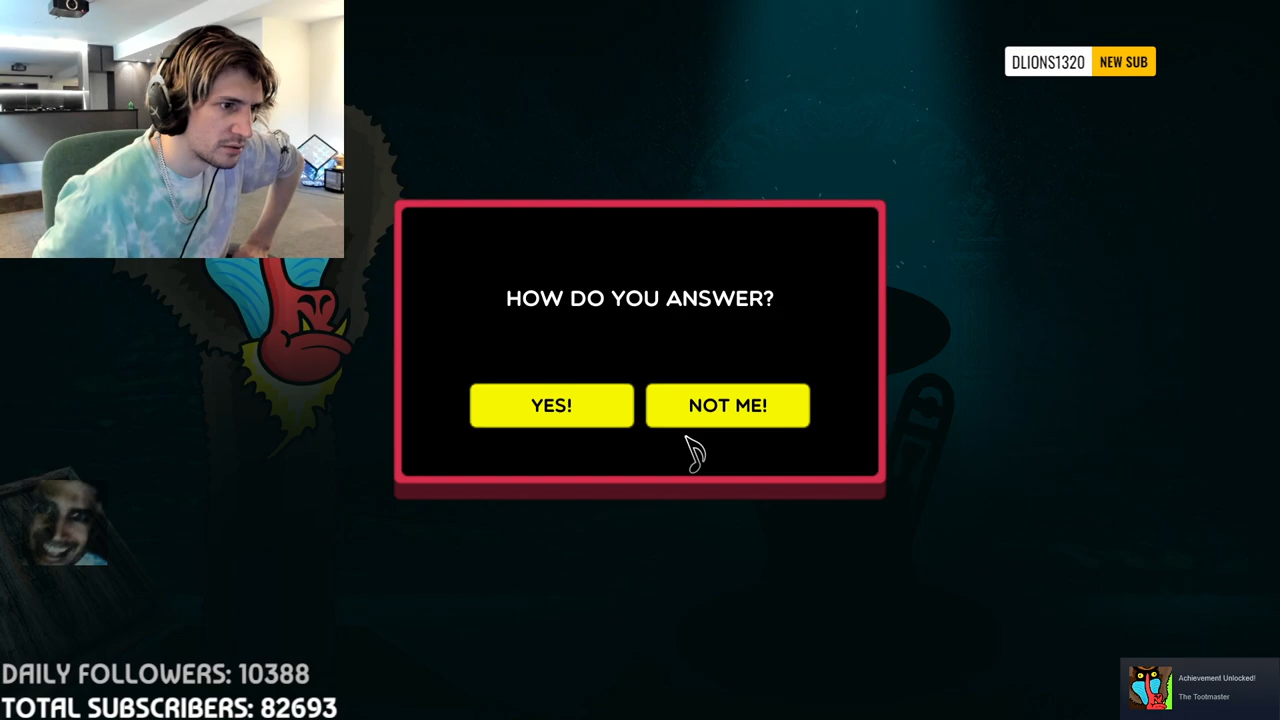 DLIONS1320 NEW SUB
HOW DO YOU ANSWER?
YES! NOT ME!
DAILY FOLLOWERS: 10388
TOTAL SUBSCRIBERS: 82693
Achievement Unlocked!
The Tootmaster